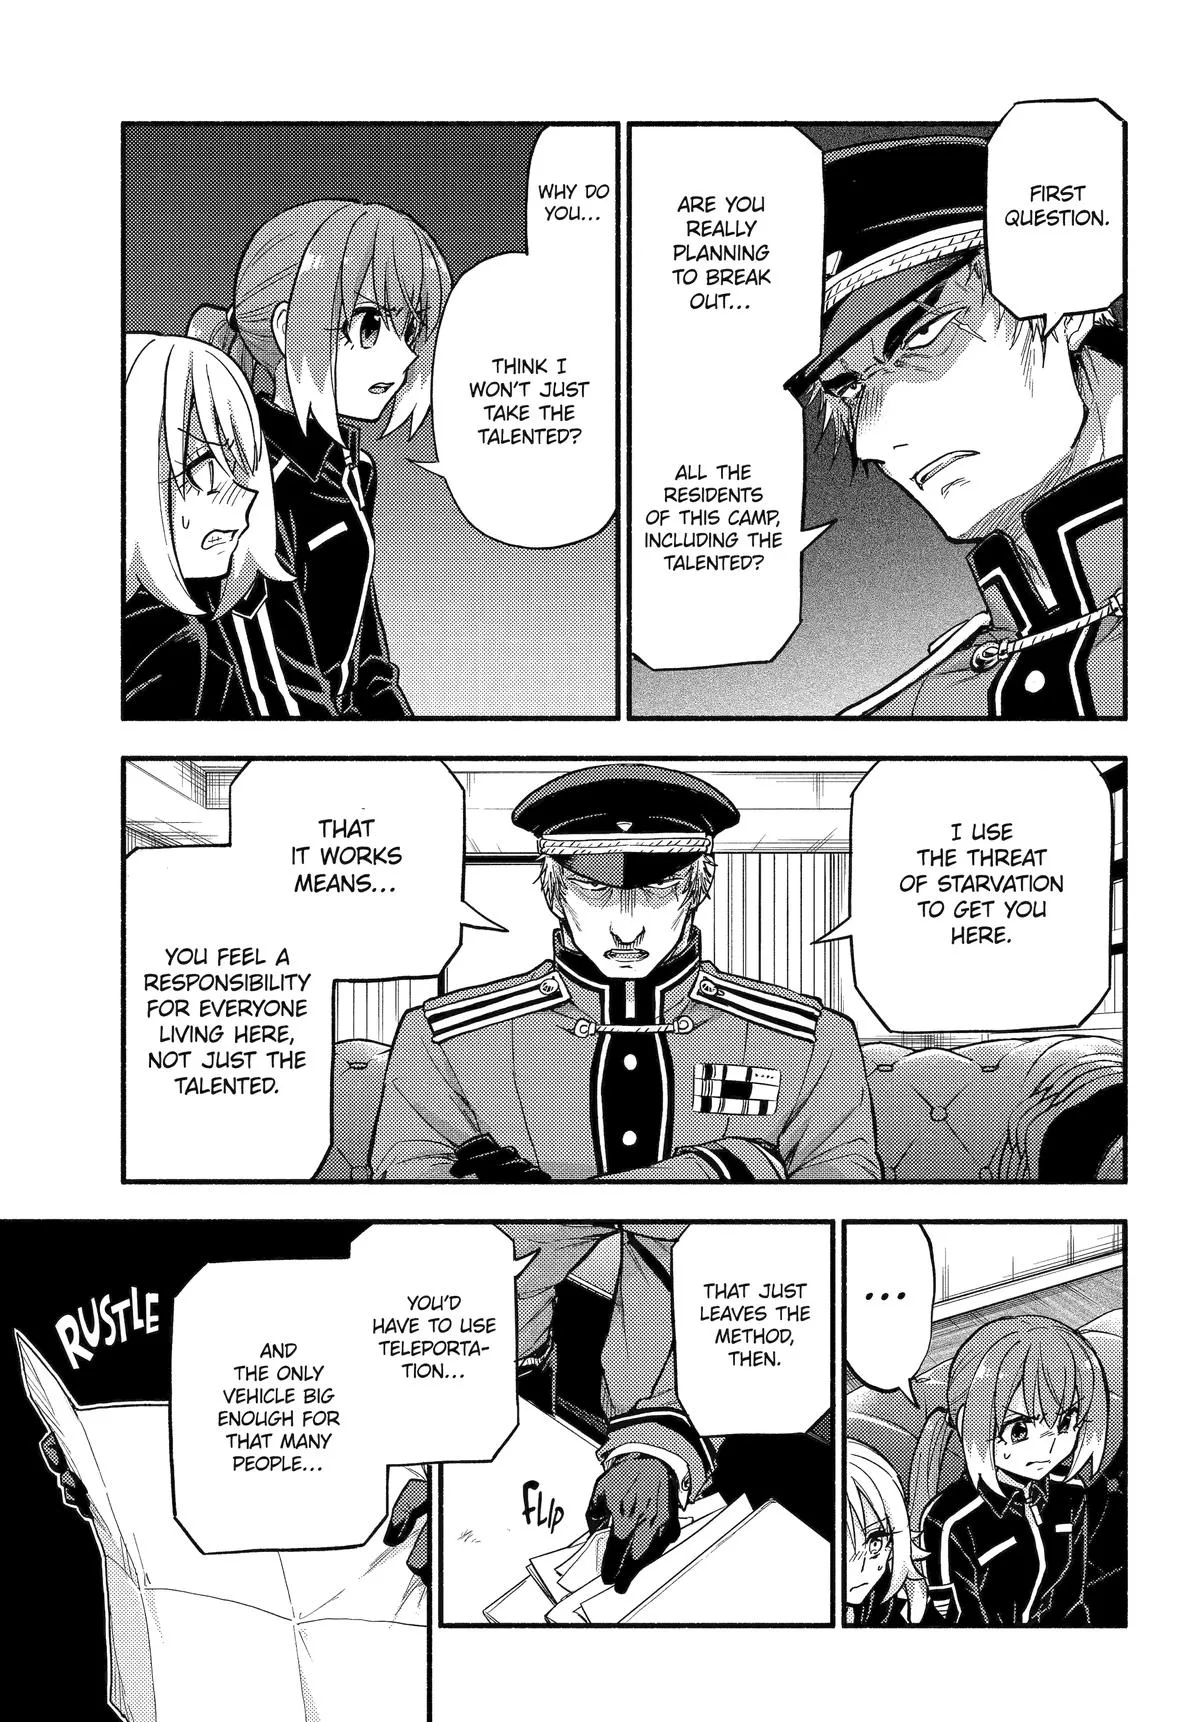 FIRST
QUESTION.
ARE YOU
REALLY
PLANNING
TO BREAK
OUT...
ALL THE
RESIDENTS
OF THIS CAMP,
INCLUDING THE
TALENTED?
WHY DO
YOU...
THINK I
WON'T JUST
TAKE THE
TALENTED?
I USE
THE THREAT
OF STARVATION
TO GET YOU
HERE.
THAT
IT WORKS
MEANS...
YOU FEEL A
RESPONSIBILITY
FOR EVERYONE
LIVING HERE,
NOT JUST THE
TALENTED.
...
THAT JUST
LEAVES THE
METHOD,
THEN.
FLIP
YOU'D
HAVE TO USE
TELEPORTA-
TION...
AND
THE ONLY
VEHICLE BIG
ENOUGH FOR
THAT MANY
PEOPLE...
RUSTLE